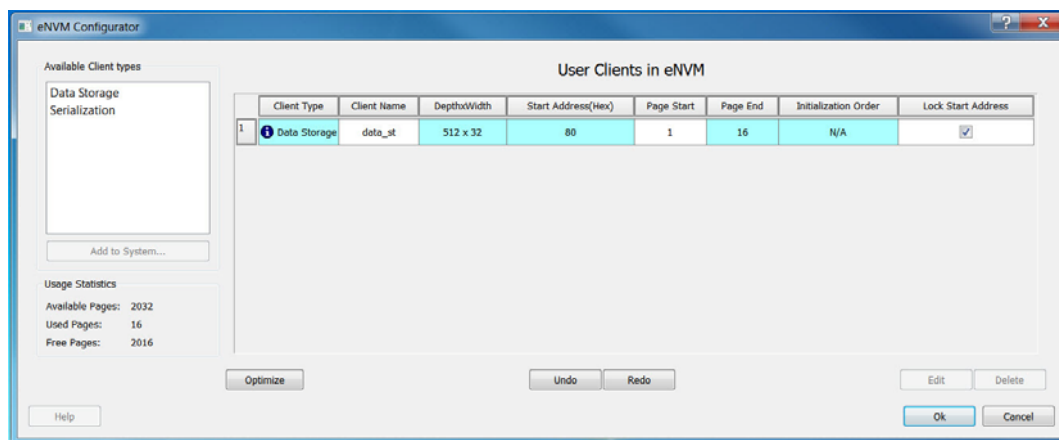 eNVM Configurator
Available Client types
Data Storage
Serialization
Add to System...
Usage Statistics
Available Pages: 2032
Used Pages: 16
Free Pages: 2016
User Clients in eNVM
Client Type Client Name DepthxWidth Start Address(Hex) Page Start Page End Initialization Order Lock Start Address
1 Data Storage data_st 512 x 32 80 1 16 N/A
Optimize Undo Redo Edit Delete
Help Ok Cancel